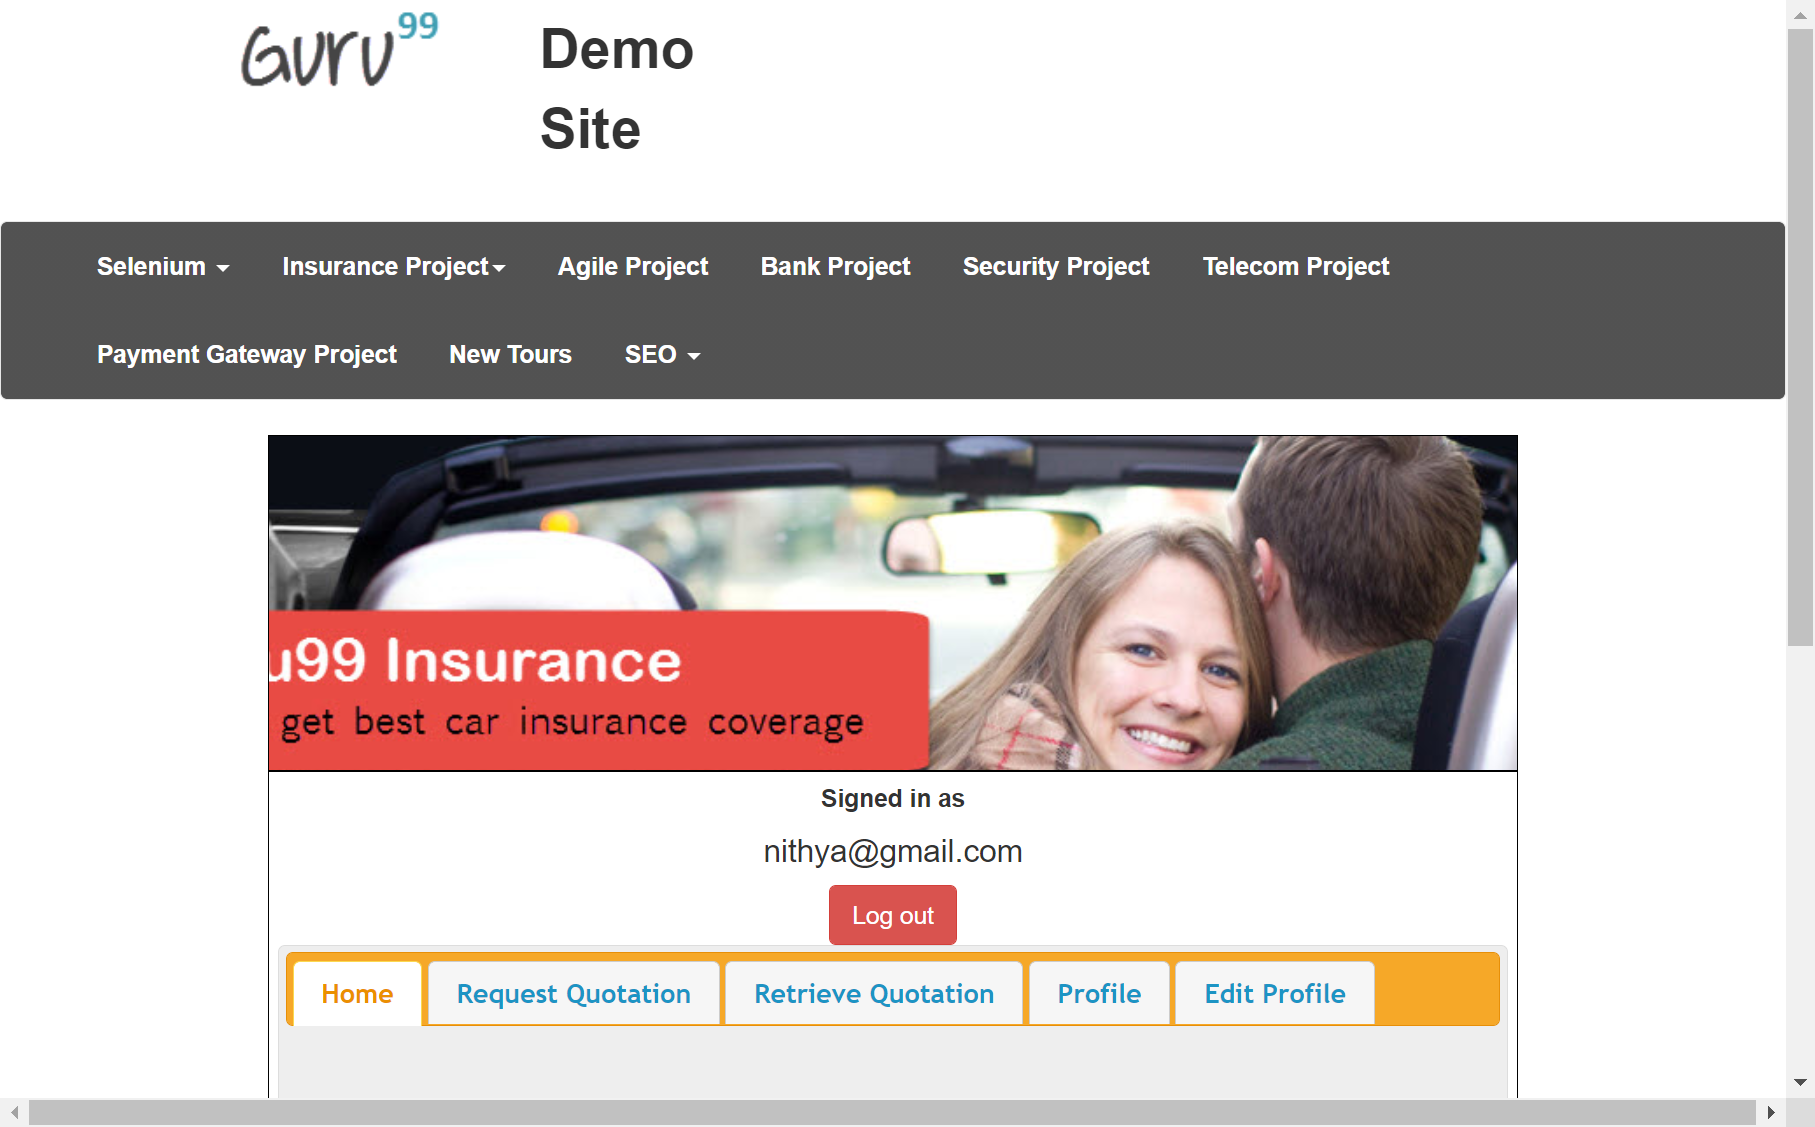 Guru99
Demo
Site
Selenium Insurance Project Agile Project Bank Project Security Project Telecom Project
Payment Gateway Project New Tours SEO
u99 Insurance
get best car insurance coverage
Signed in as
nithya@gmail.com
Log out
Home Request Quotation Retrieve Quotation Profile Edit Profile